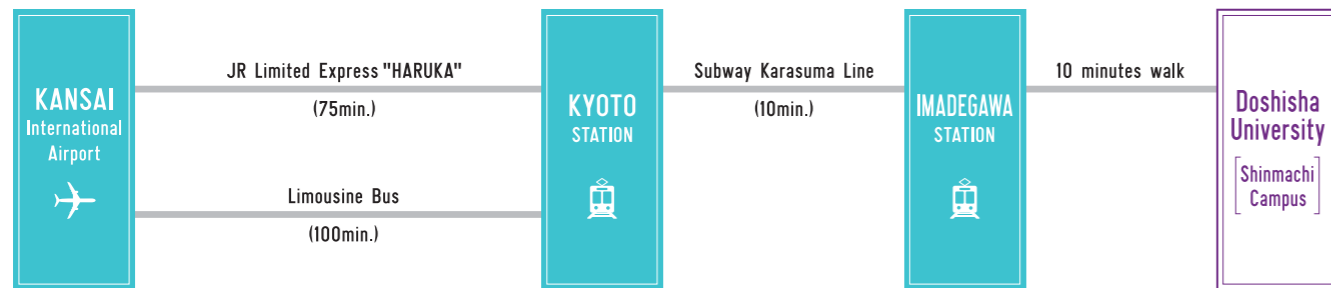 KANSAI
International
Airport
JR Limited Express "HARUKA"
(75min.)
Limousine Bus
(100min.)
KYOTO
STATION
Subway Karasuma Line
(10min.)
IMADEGAWA
STATION
10 minutes walk
Doshisha
University
[Shinmachi
Campus]